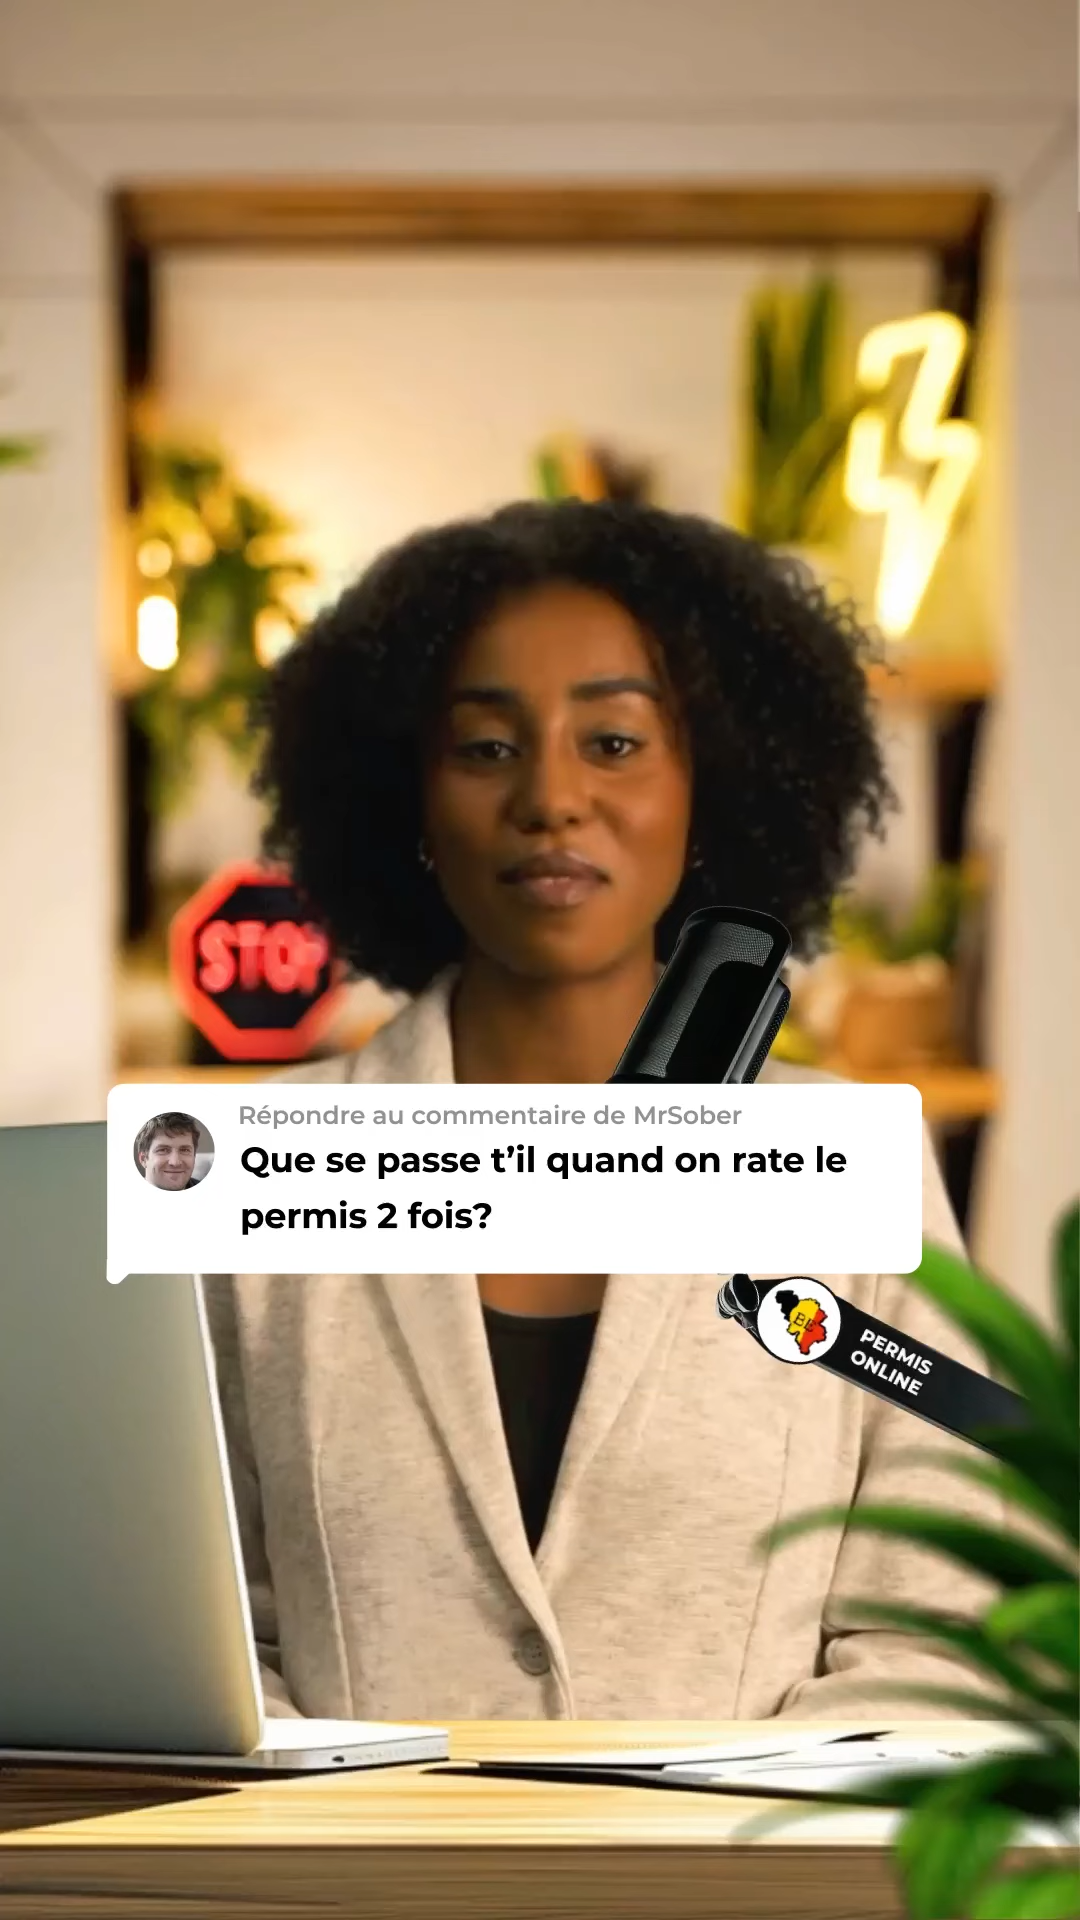 STOP
Répondre au commentaire de MrSober
Que se passe t’il quand on rate le
permis 2 fois?
BE
PERMIS
ONLINE